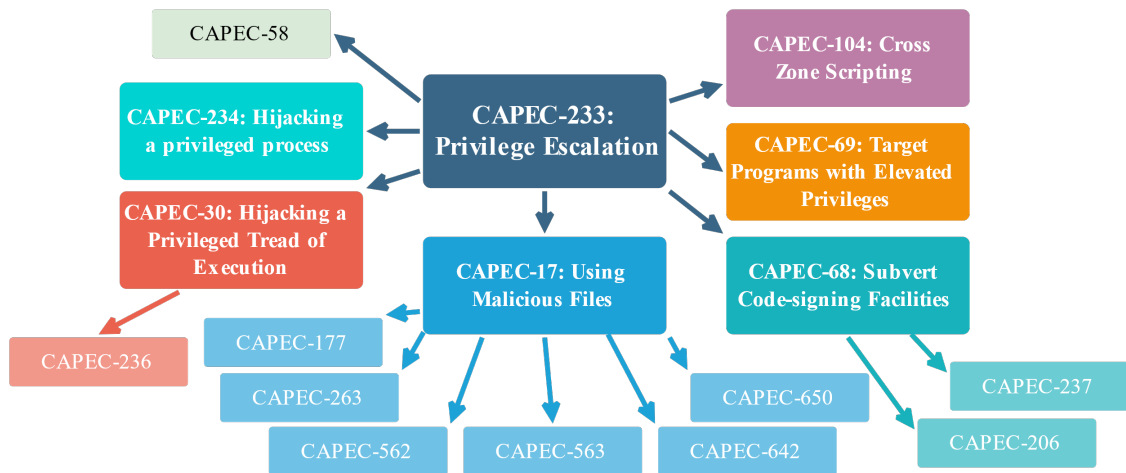 CAPEC-58
CAPEC-233:
Privilege Escalation
CAPEC-104: Cross
Zone Scripting
CAPEC-234: Hijacking
a privileged process
CAPEC-69: Target
Programs with Elevated
Privileges
CAPEC-30: Hijacking a
Privileged Tread of
Execution
CAPEC-17: Using
Malicious Files
CAPEC-68: Subvert
Code-signing Facilities
CAPEC-236
CAPEC-177
CAPEC-263
CAPEC-562
CAPEC-563
CAPEC-642
CAPEC-650
CAPEC-237
CAPEC-206